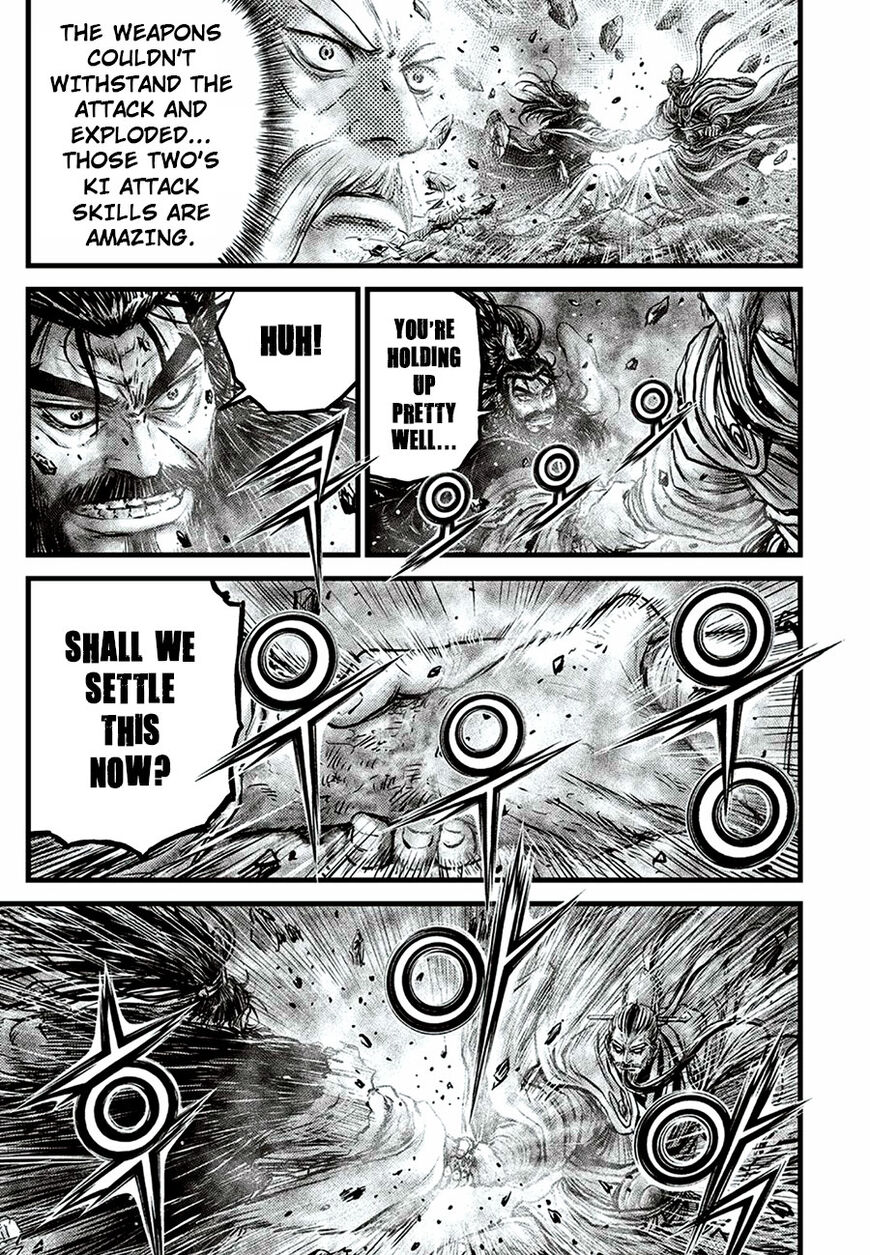 THE WEAPONS
COULDN'T
WITHSTAND THE
ATTACK AND
EXPLODED...
THOSE TWO'S
KI ATTACK
SKILLS ARE
AMAZING.
YOU'RE
HOLDING
UP
PRETTY
WELL...
HUH!
SHALL WE
SETTLE
THIS
NOW?